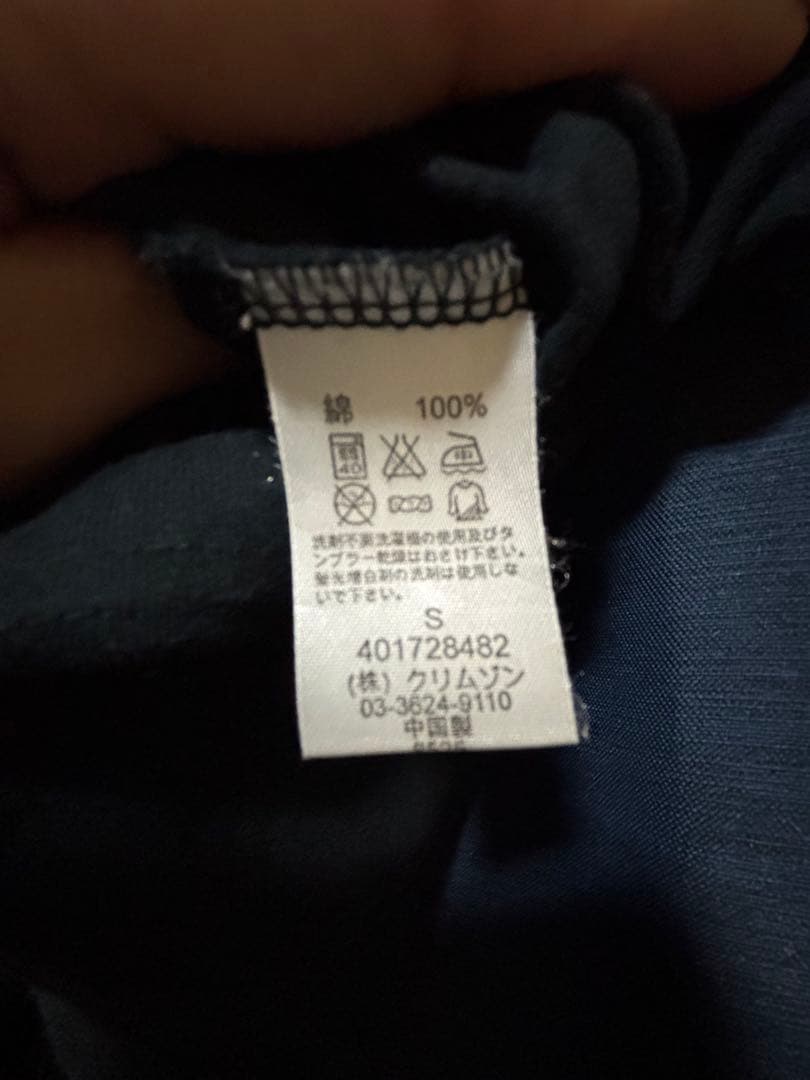 綿 100%
弱 40 中
洗剤不要洗濯機の使用及びタ
ンブラー乾燥はおさけ下さい。
蛍光増白剤の洗剤は使用しな
いで下さい。
S
401728482
(株) クリムゾン
03-3624-9110
中国製